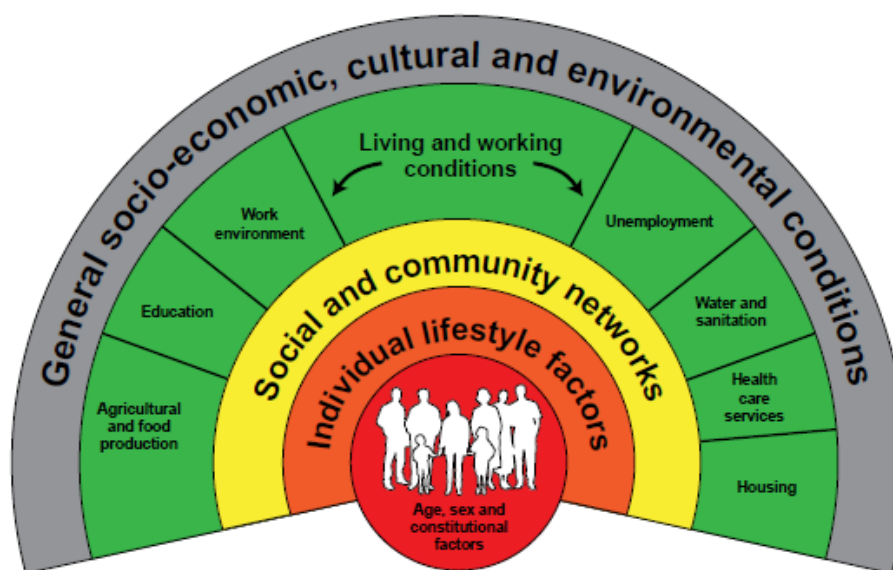 General socio-economic, cultural and environmental conditions
Living and working
conditions
Agricultural
and food
production
Education
Work
environment
Unemployment
Water and
sanitation
Health
care
services
Housing
Social and community networks
Individual lifestyle factors
Age, sex and
constitutional
factors